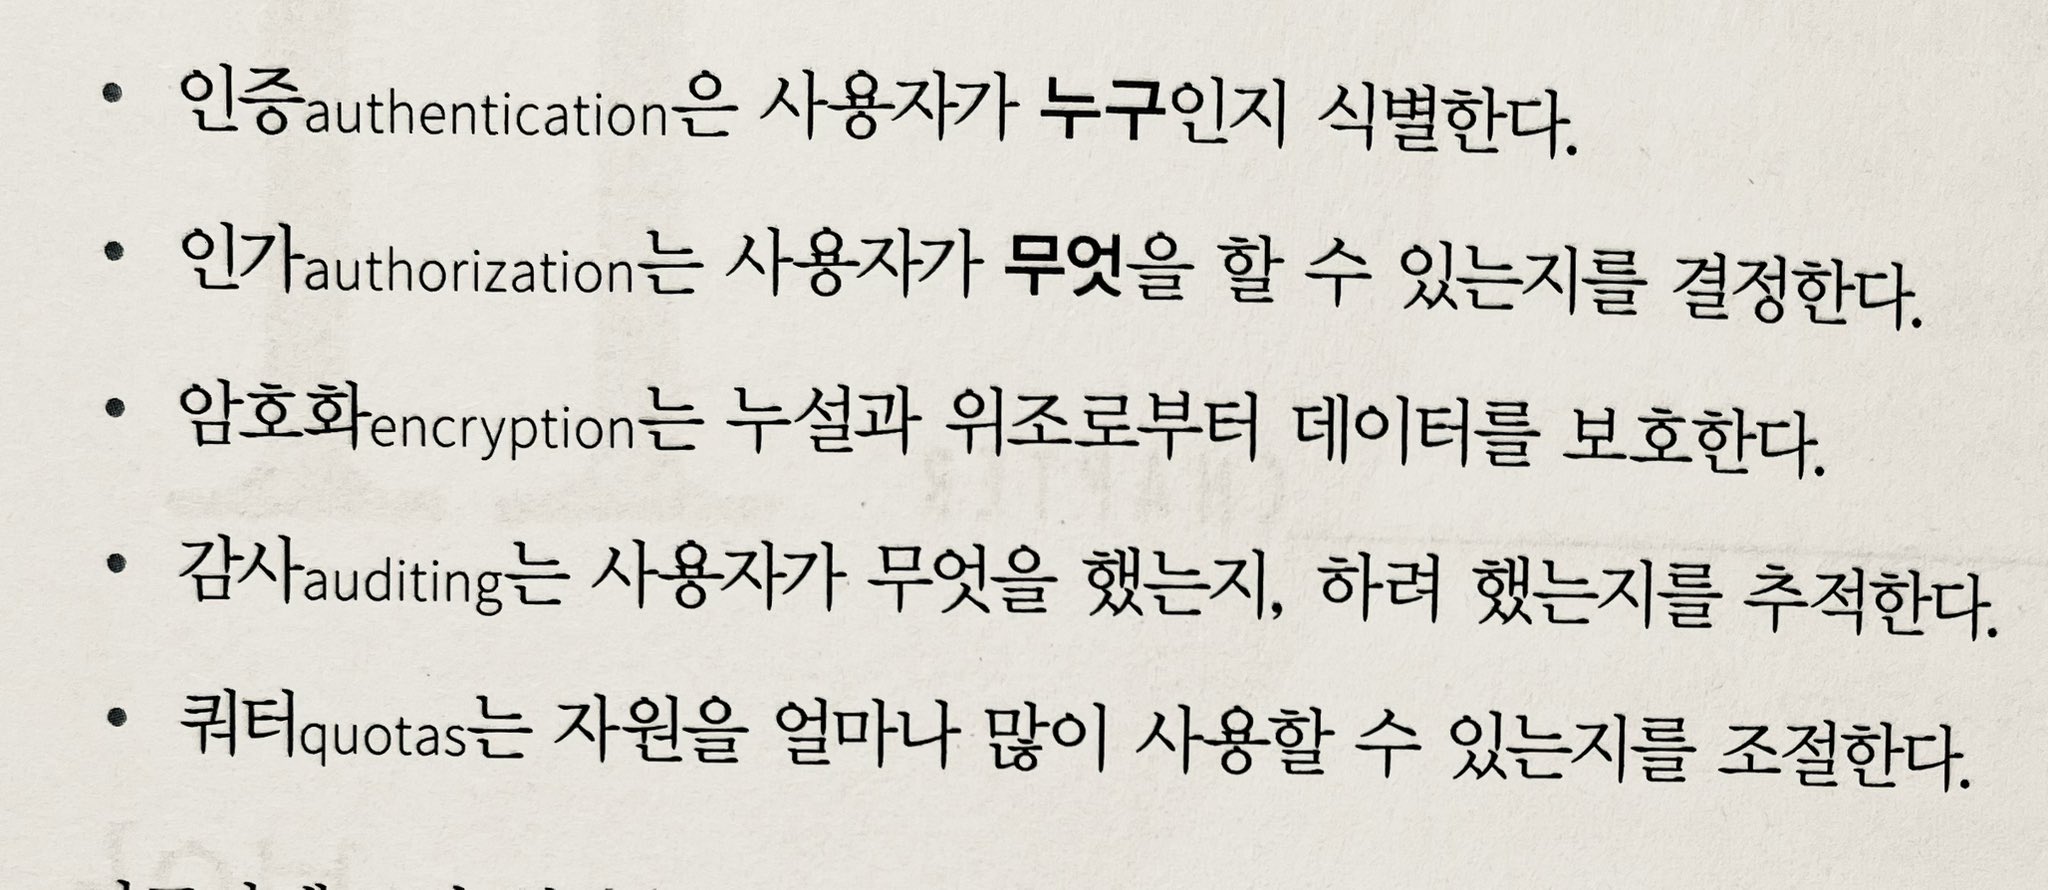 • 인증authentication은 사용자가 누구인지 식별한다.
• 인가authorization는 사용자가 무엇을 할 수 있는지를 결정한다.
• 암호화encryption는 누설과 위조로부터 데이터를 보호한다.
• 감사auditing는 사용자가 무엇을 했는지, 하려 했는지를 추적한다.
• 쿼터quotas는 자원을 얼마나 많이 사용할 수 있는지를 조절한다.